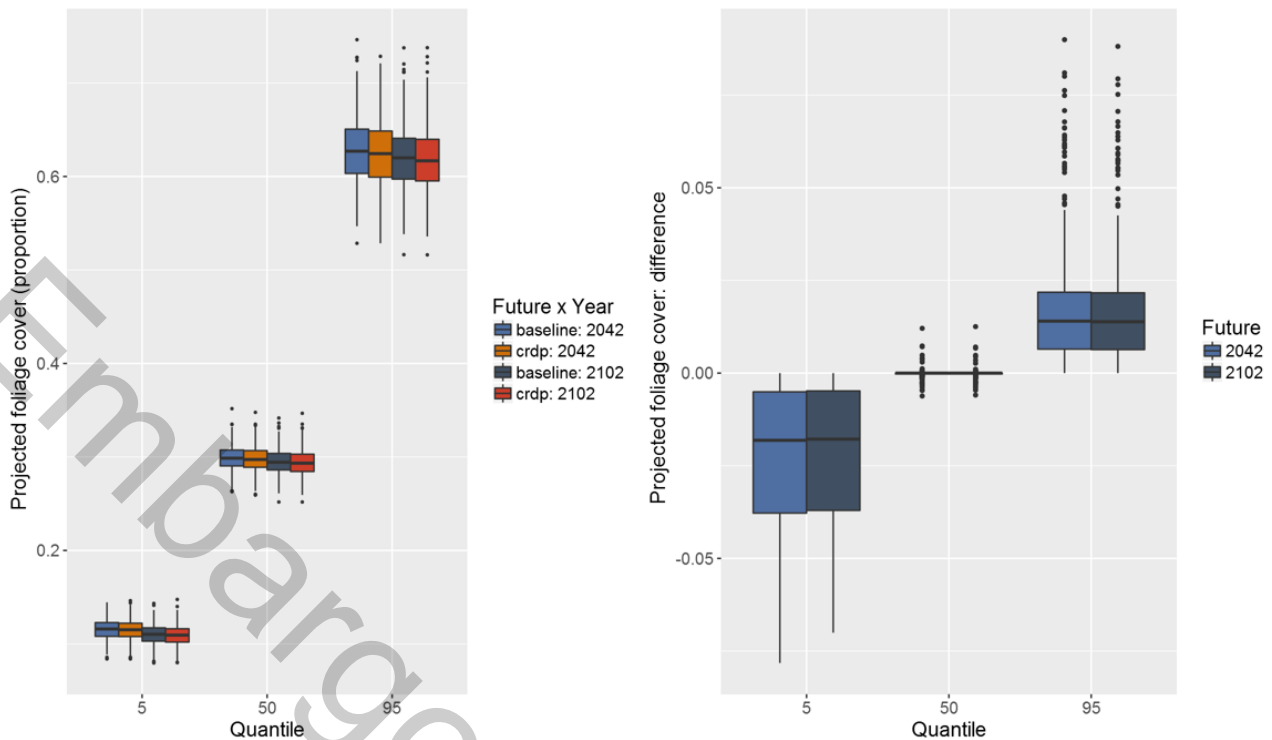 Projected foliage cover (proportion)
0.6
0.4
0.2
5
50
95
Quantile
Future x Year
baseline: 2042
crdp: 2042
baseline: 2102
crdp: 2102
Projected foliage cover: difference
0.05
0.00
-0.05
5
50
95
Quantile
Future
2042
2102
Embargo